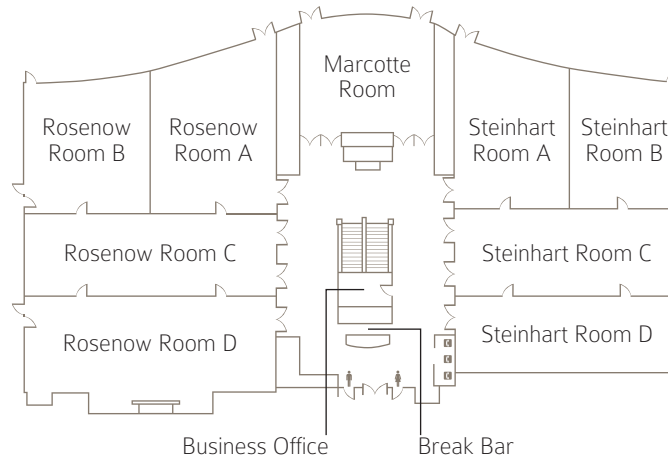 Marcotte
Room
Rosenow
Room B
Rosenow
Room A
Steinhart
Room A
Steinhart
Room B
Rosenow Room C
Steinhart Room C
Rosenow Room D
Steinhart Room D
Business Office
Break Bar